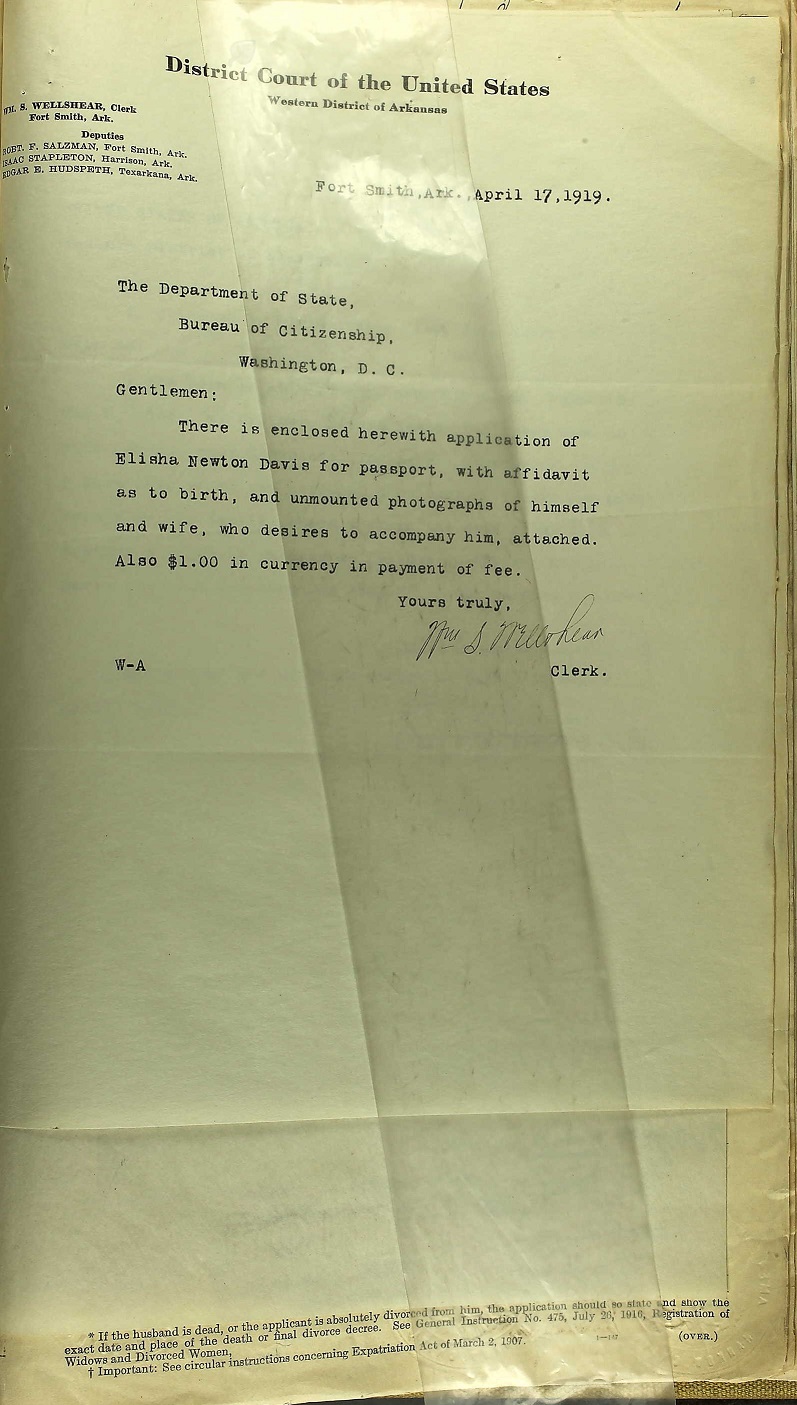 District Court of the United States
Western District of Arkansas
WM. S. WELLSHEAR, Clerk
Fort Smith, Ark.
Deputies
ROBT. F. SALZMAN, Fort Smith, Ark.
ISAAC STAPLETON, Harrison, Ark.
EDGAR E. HUDSPETH, Texarkana, Ark.
Fort Smith,Ark.,April 17,1919.
The Department of State,
Bureau of Citizenship,
Washington, D. C.
Gentlemen:
There is enclosed herewith application of
Elisha Newton Davis for passport, with affidavit
as to birth, and unmounted photographs of himself
and wife, who desires to accompany him, attached.
Also $1.00 in currency in payment of fee.
Yours truly,
Wm S. Wellshear
W-A
Clerk.
* If the husband is dead, or the applicant is absolutely divorced from him, the application should so state and show the
exact date and place of the death or final divorce decree. See General Instruction No. 475, July 26, 1916, Registration of
Widows and Divorced Women.
† Important: See circular instructions concerning Expatriation Act of March 2, 1907.
(OVER.)